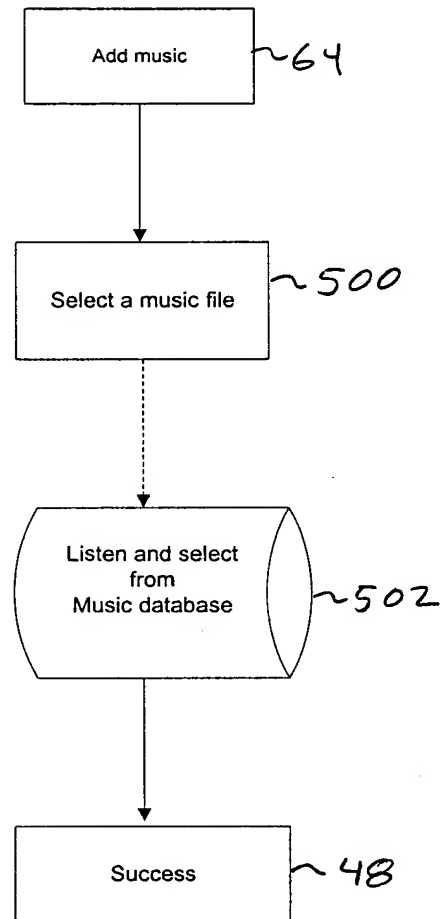 Add music
64
Select a music file
500
Listen and select
from
Music database
502
Success
48